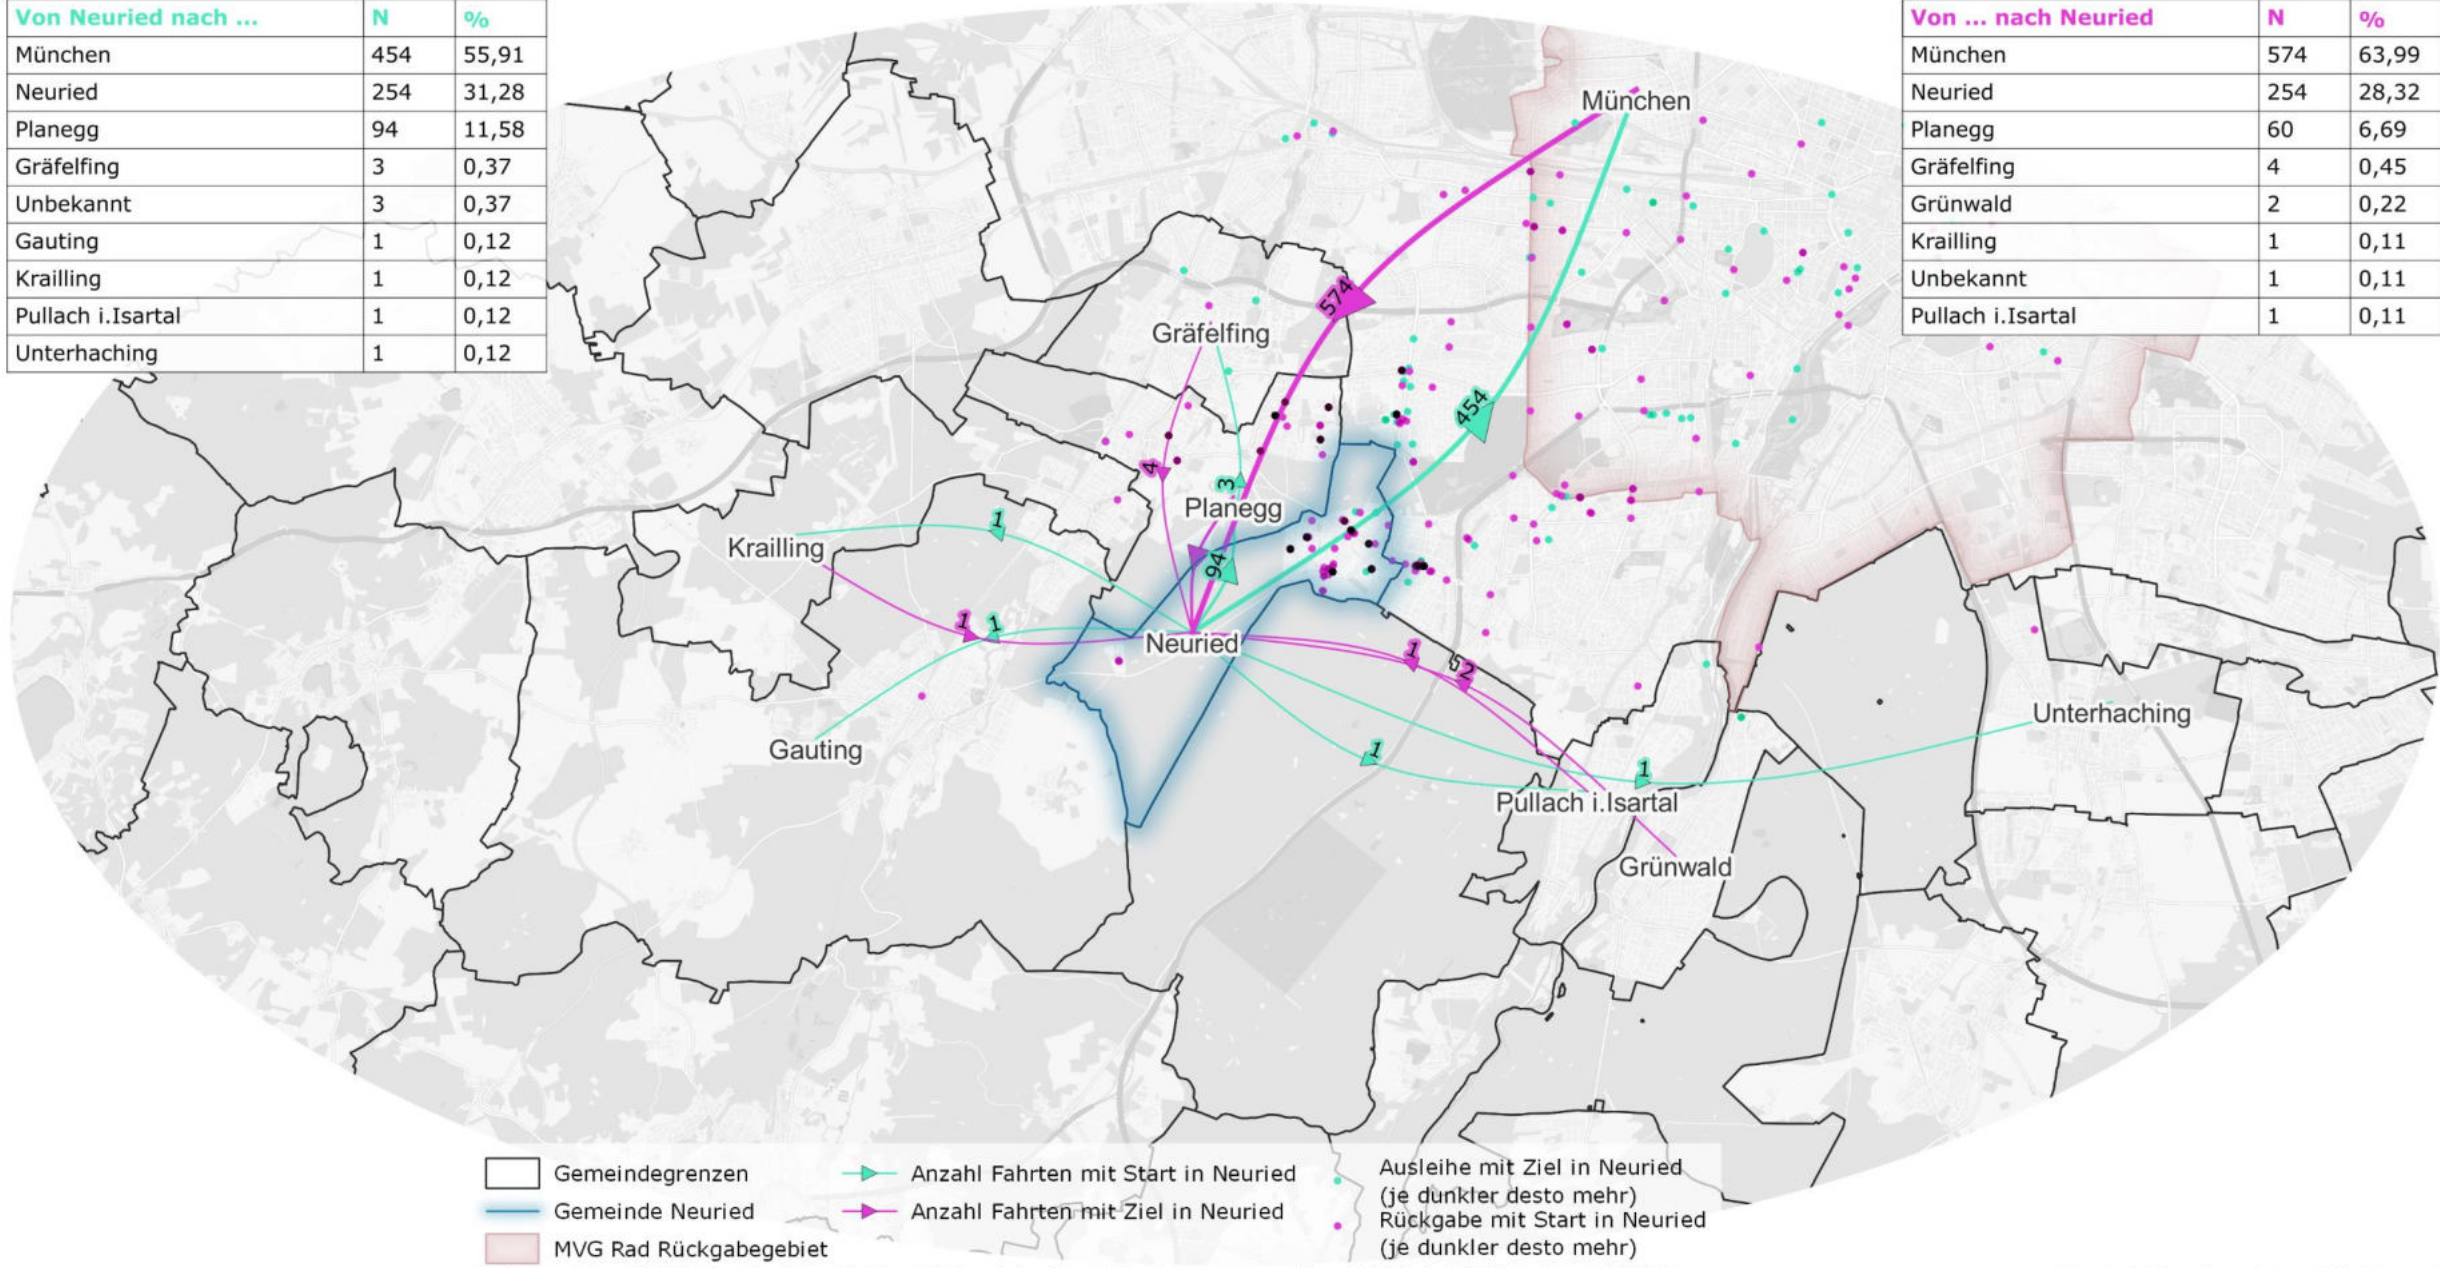 Von Neuried nach ... N %
München 454 55,91
Neuried 254 31,28
Planegg 94 11,58
Gräfelfing 3 0,37
Unbekannt 3 0,37
Gauting 1 0,12
Krailling 1 0,12
Pullach i.Isartal 1 0,12
Unterhaching 1 0,12
Von ... nach Neuried N %
München 574 63,99
Neuried 254 28,32
Planegg 60 6,69
Gräfelfing 4 0,45
Grünwald 2 0,22
Krailling 1 0,11
Unbekannt 1 0,11
Pullach i.Isartal 1 0,11
München
574
Gräfelfing
454
4
3
Planegg
1
Krailling
94
1
1
Neuried
1
2
Gauting
Unterhaching
1
1
Pullach i.Isartal
Grünwald
Gemeindegrenzen
Gemeinde Neuried
MVG Rad Rückgabegebiet
Anzahl Fahrten mit Start in Neuried
Anzahl Fahrten mit Ziel in Neuried
Ausleihe mit Ziel in Neuried
(je dunkler desto mehr)
Rückgabe mit Start in Neuried
(je dunkler desto mehr)